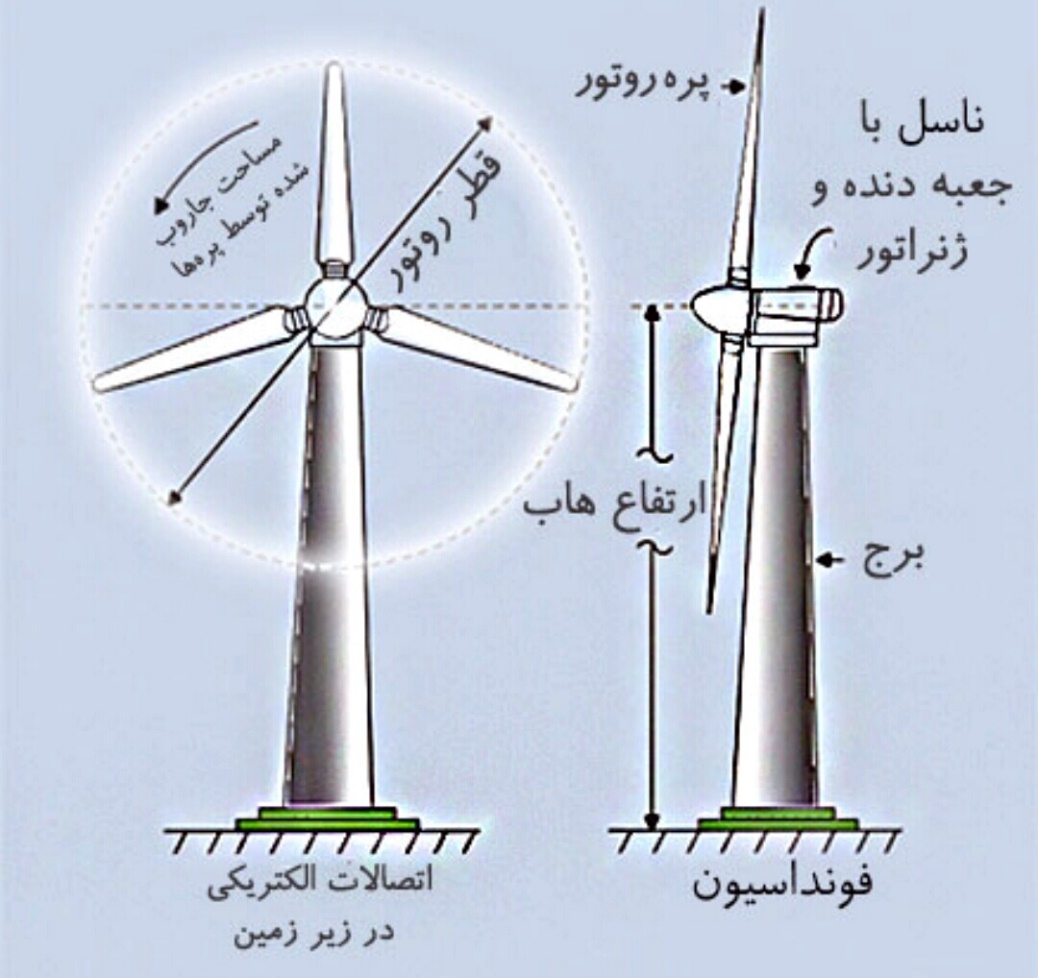 پره روتور
ناسل با
جعبه دنده و
ژنراتور
مساحت جاروب
شده توسط پره‌ها
قطر روتور
ارتفاع هاب
برج
فونداسیون
اتصالات الکتریکی
در زیر زمین